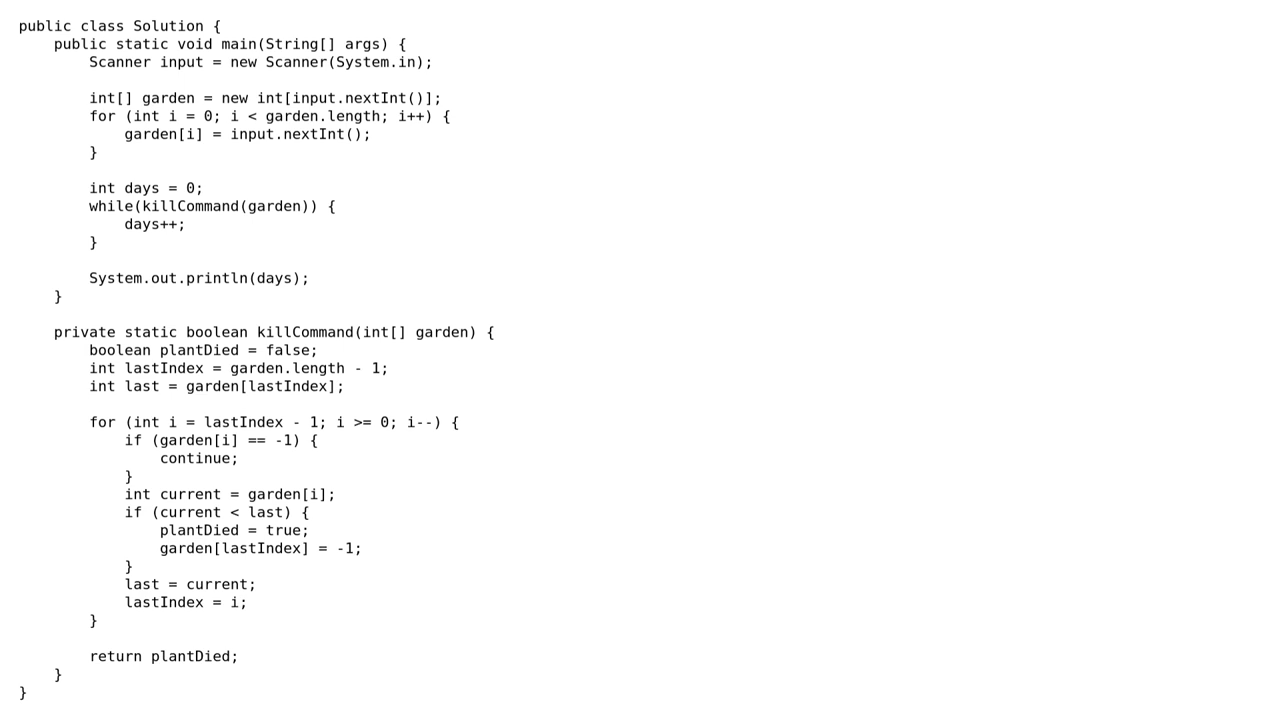 public class Solution {
    public static void main(String[] args) {
        Scanner input = new Scanner(System.in);

        int[] garden = new int[input.nextInt()];
        for (int i = 0; i < garden.length; i++) {
            garden[i] = input.nextInt();
        }

        int days = 0;
        while(killCommand(garden)) {
            days++;
        }

        System.out.println(days);
    }

    private static boolean killCommand(int[] garden) {
        boolean plantDied = false;
        int lastIndex = garden.length - 1;
        int last = garden[lastIndex];

        for (int i = lastIndex - 1; i >= 0; i--) {
            if (garden[i] == -1) {
                continue;
            }
            int current = garden[i];
            if (current < last) {
                plantDied = true;
                garden[lastIndex] = -1;
            }
            last = current;
            lastIndex = i;
        }

        return plantDied;
    }
}